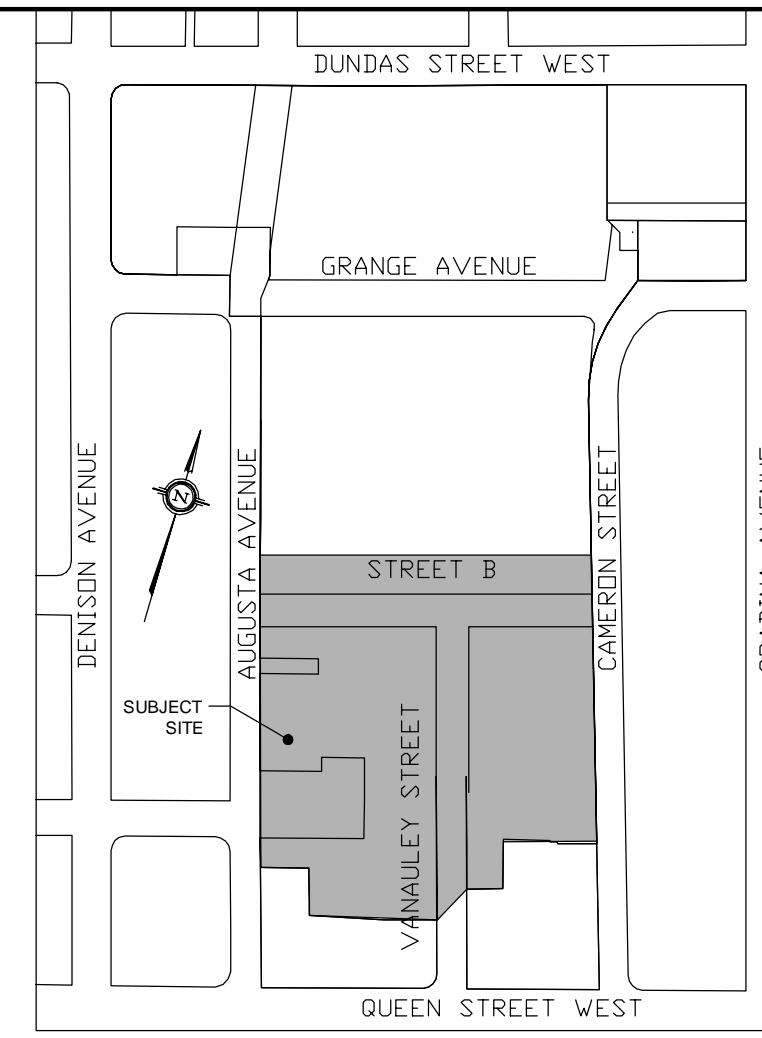 DUNDAS STREET WEST
GRANGE AVENUE
DENISON AVENUE
N
AUGUSTA AVENUE
CAMERON STREET
STREET B
SUBJECT
SITE
VANAULEY STREET
QUEEN STREET WEST